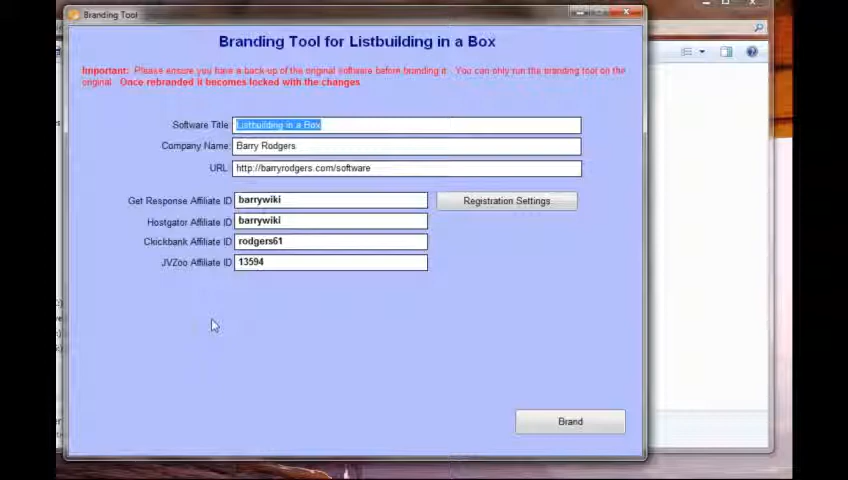 Branding Tool
Branding Tool for Listbuilding in a Box
Important: Please ensure you have a back-up of the original software before branding it. You can only run the branding tool on the
original. Once rebranded it becomes locked with the changes
Software Title Listbuilding in a Box
Company Name: Barry Rodgers
URL http://barryrodgers.com/software
Get Response Affiliate ID barrywiki Registration Settings
Hostgator Affiliate ID barrywiki
Ckickbank Affiliate ID rodgers61
JVZoo Affiliate ID 13594
Brand